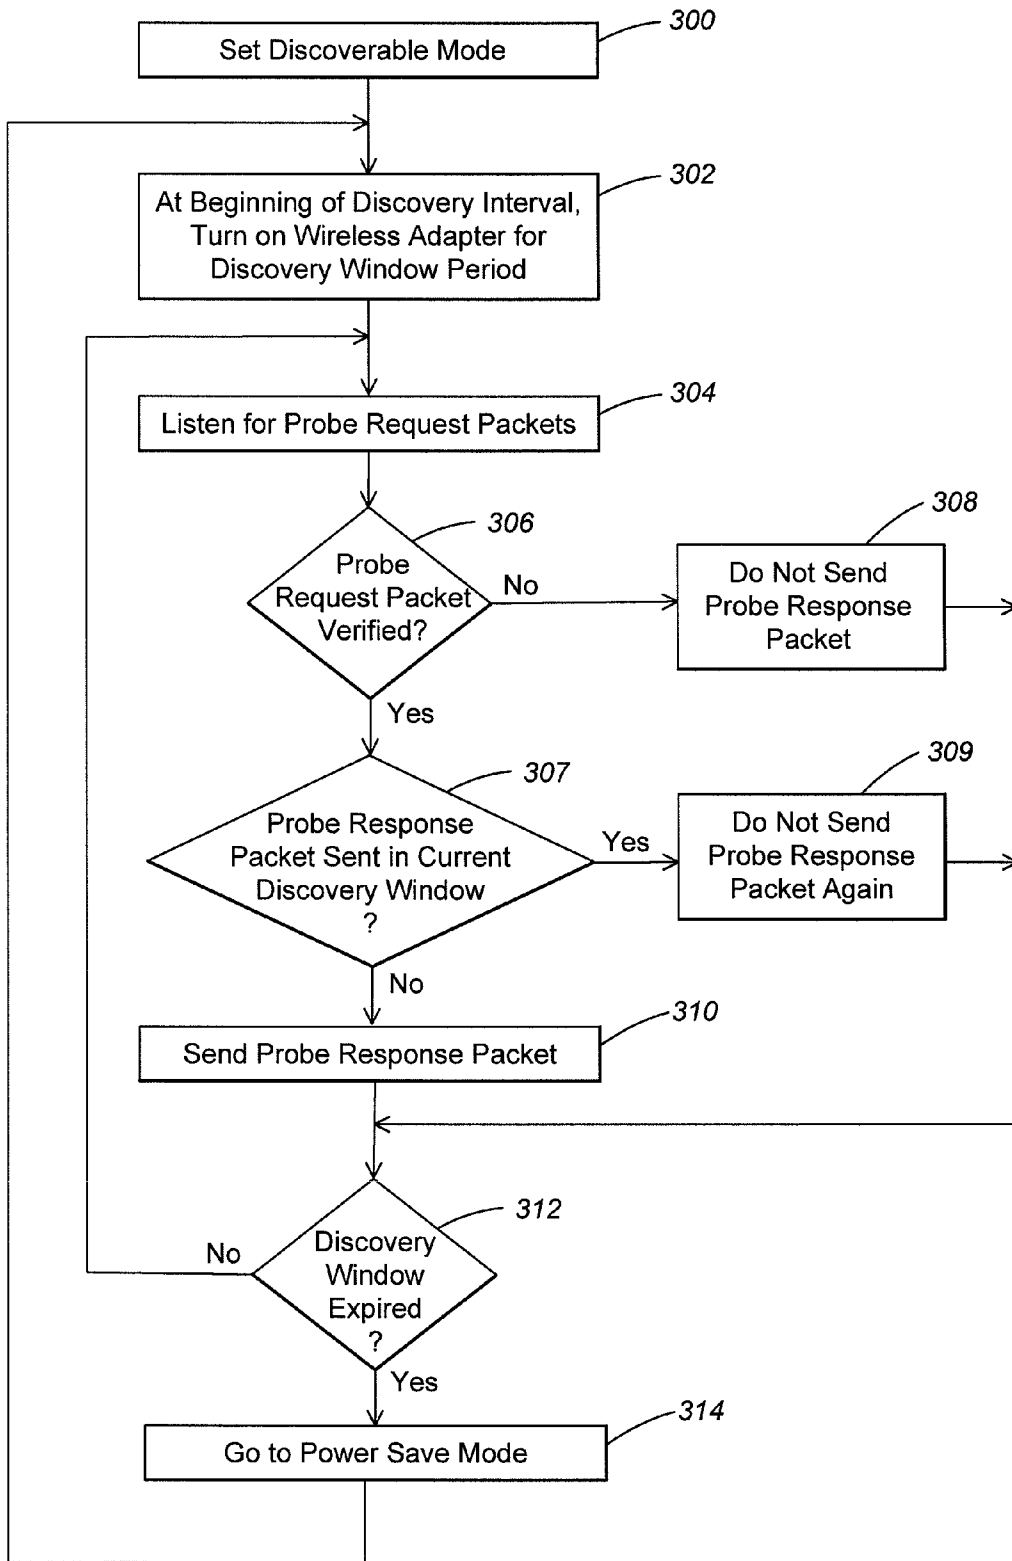 300
Set Discoverable Mode
302
At Beginning of Discovery Interval,
Turn on Wireless Adapter for
Discovery Window Period
304
Listen for Probe Request Packets
306
Probe
Request Packet
Verified?
No
308
Do Not Send
Probe Response
Packet
Yes
307
Probe Response
Packet Sent in Current
Discovery Window
?
Yes
309
Do Not Send
Probe Response
Packet Again
No
310
Send Probe Response Packet
312
Discovery
Window
Expired
?
No
Yes
314
Go to Power Save Mode